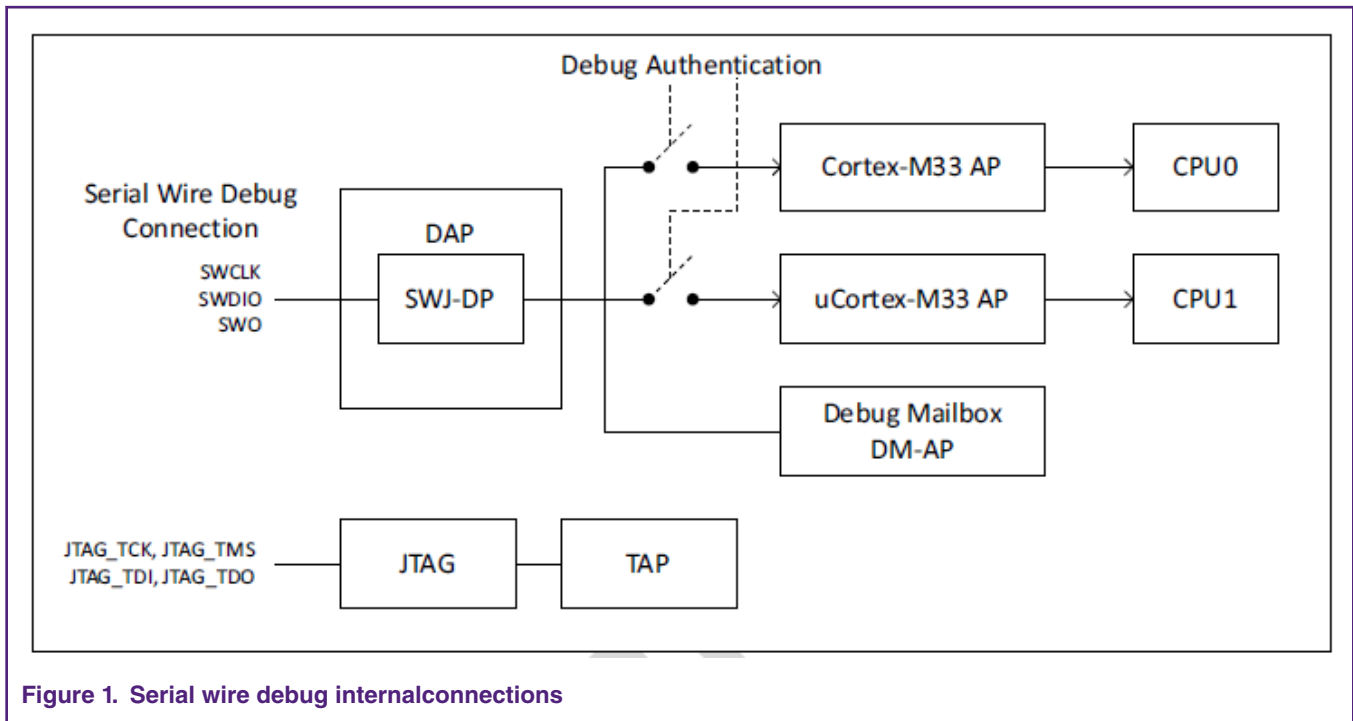 Debug Authentication
Cortex-M33 AP
CPU0
Serial Wire Debug
Connection
DAP
SWCLK
SWDIO
SWO
SWJ-DP
uCortex-M33 AP
CPU1
Debug Mailbox
DM-AP
JTAG_TCK, JTAG_TMS
JTAG_TDI, JTAG_TDO
JTAG
TAP
Figure 1. Serial wire debug internalconnections